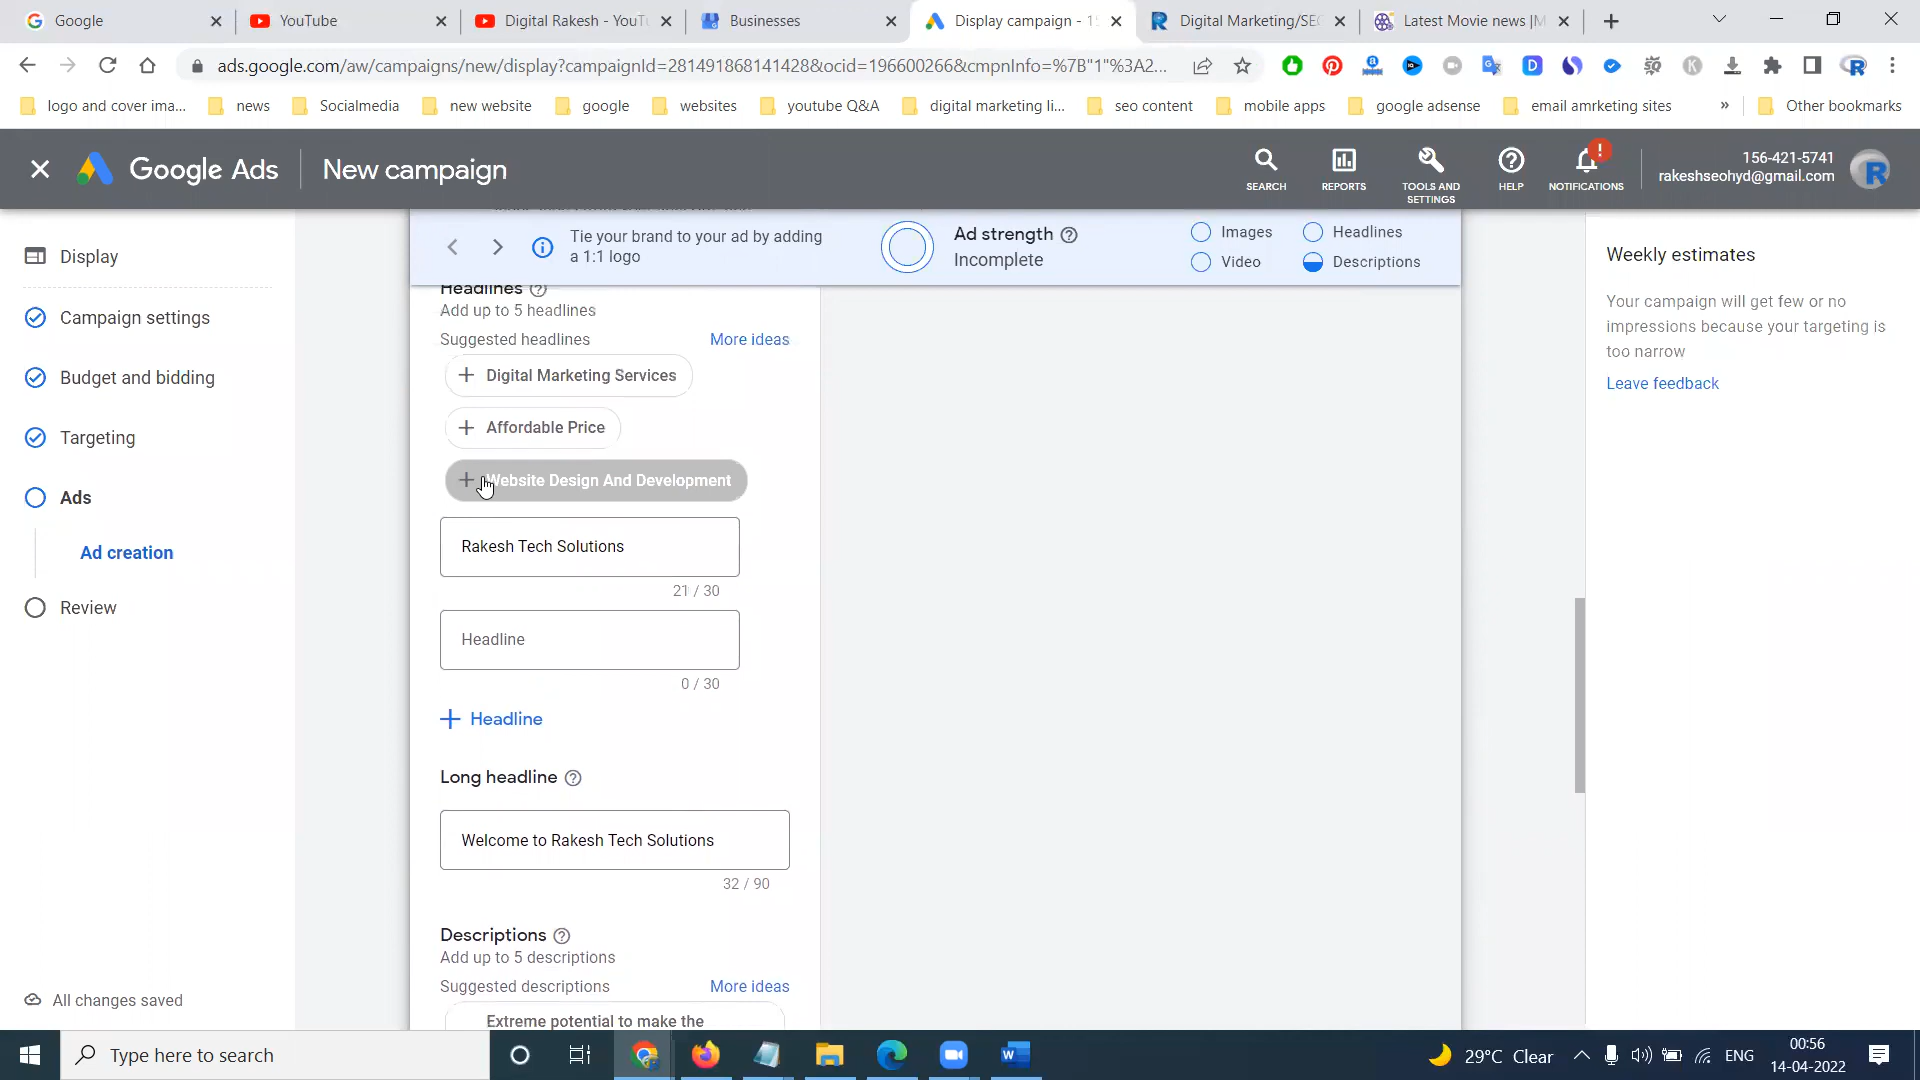 Google
YouTube
Digital Rakesh - YouTu
Businesses
Display campaign - 15
Digital Marketing/SEO
Latest Movie news |M
ads.google.com/aw/campaigns/new/display?campaignId=281491868141428&ocid=196600266&cmpnInfo=%7B"1"%3A2...
logo and cover ima...
news
Socialmedia
new website
google
websites
youtube Q&A
digital marketing li...
seo content
mobile apps
google adsense
email amrketing sites
»
Other bookmarks
Google Ads
New campaign
SEARCH
REPORTS
TOOLS AND
SETTINGS
HELP
NOTIFICATIONS
156-421-5741
rakeshseohyd@gmail.com
Display
Campaign settings
Budget and bidding
Targeting
Ads
Ad creation
Review
All changes saved
Tie your brand to your ad by adding
a 1:1 logo
Ad strength
Incomplete
Images
Headlines
Video
Descriptions
Headlines
Add up to 5 headlines
Suggested headlines
More ideas
Digital Marketing Services
Affordable Price
Website Design And Development
Rakesh Tech Solutions
21 / 30
Headline
0 / 30
Headline
Long headline
Welcome to Rakesh Tech Solutions
32 / 90
Descriptions
Add up to 5 descriptions
Suggested descriptions
More ideas
Extreme potential to make the
Weekly estimates
Your campaign will get few or no
impressions because your targeting is
too narrow
Leave feedback
Type here to search
29°C Clear
ENG
00:56
14-04-2022